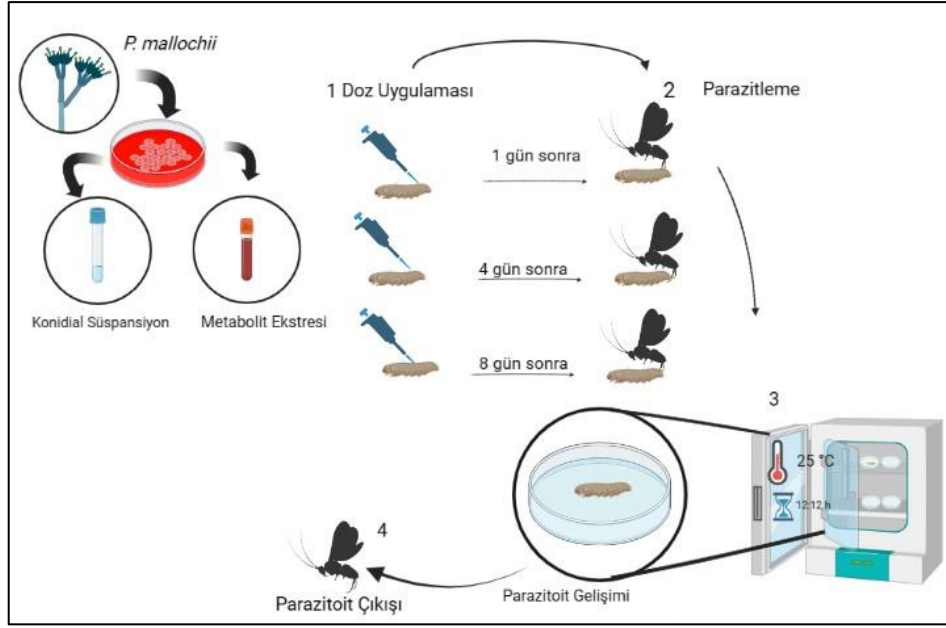 P. mallochii
1 Doz Uygulaması
2 Parazitleme
1 gün sonra
4 gün sonra
8 gün sonra
Konidial Süspansiyon
Metabolit Ekstresi
3
25 °C
12:12 h
4
Parazitoit Çıkışı
Parazitoit Gelişimi